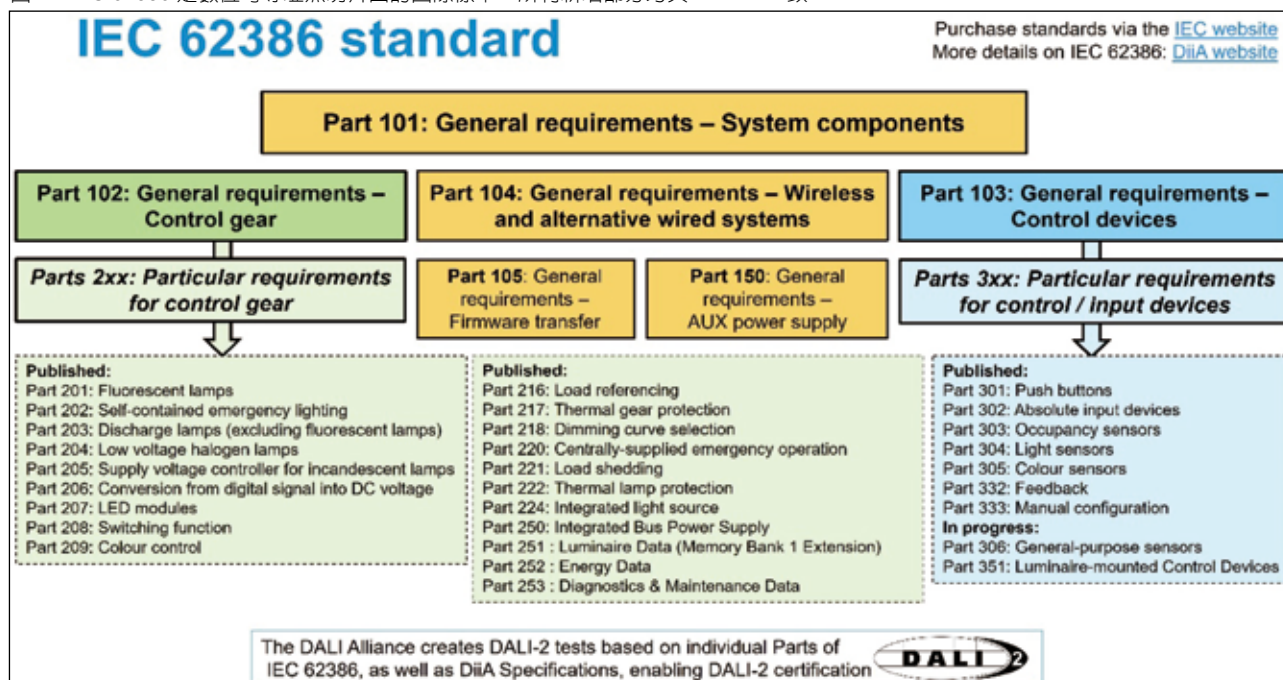 IEC 62386 standard
Purchase standards via the IEC website
More details on IEC 62386: DiiA website
Part 101: General requirements – System components
Part 102: General requirements –
Control gear
Part 104: General requirements – Wireless
and alternative wired systems
Part 103: General requirements –
Control devices
Parts 2xx: Particular requirements
for control gear
Part 105: General
requirements –
Firmware transfer
Part 150: General
requirements –
AUX power supply
Parts 3xx: Particular requirements
for control / input devices
Published:
Part 201: Fluorescent lamps
Part 202: Self-contained emergency lighting
Part 203: Discharge lamps (excluding fluorescent lamps)
Part 204: Low voltage halogen lamps
Part 205: Supply voltage controller for incandescent lamps
Part 206: Conversion from digital signal into DC voltage
Part 207: LED modules
Part 208: Switching function
Part 209: Colour control
Published:
Part 216: Load referencing
Part 217: Thermal gear protection
Part 218: Dimming curve selection
Part 220: Centrally-supplied emergency operation
Part 221: Load shedding
Part 222: Thermal lamp protection
Part 224: Integrated light source
Part 250: Integrated Bus Power Supply
Part 251 : Luminaire Data (Memory Bank 1 Extension)
Part 252 : Energy Data
Part 253 : Diagnostics & Maintenance Data
Published:
Part 301: Push buttons
Part 302: Absolute input devices
Part 303: Occupancy sensors
Part 304: Light sensors
Part 305: Colour sensors
Part 332: Feedback
Part 333: Manual configuration
In progress:
Part 306: General-purpose sensors
Part 351: Luminaire-mounted Control Devices
The DALI Alliance creates DALI-2 tests based on individual Parts of
IEC 62386, as well as DiiA Specifications, enabling DALI-2 certification
DALI 2